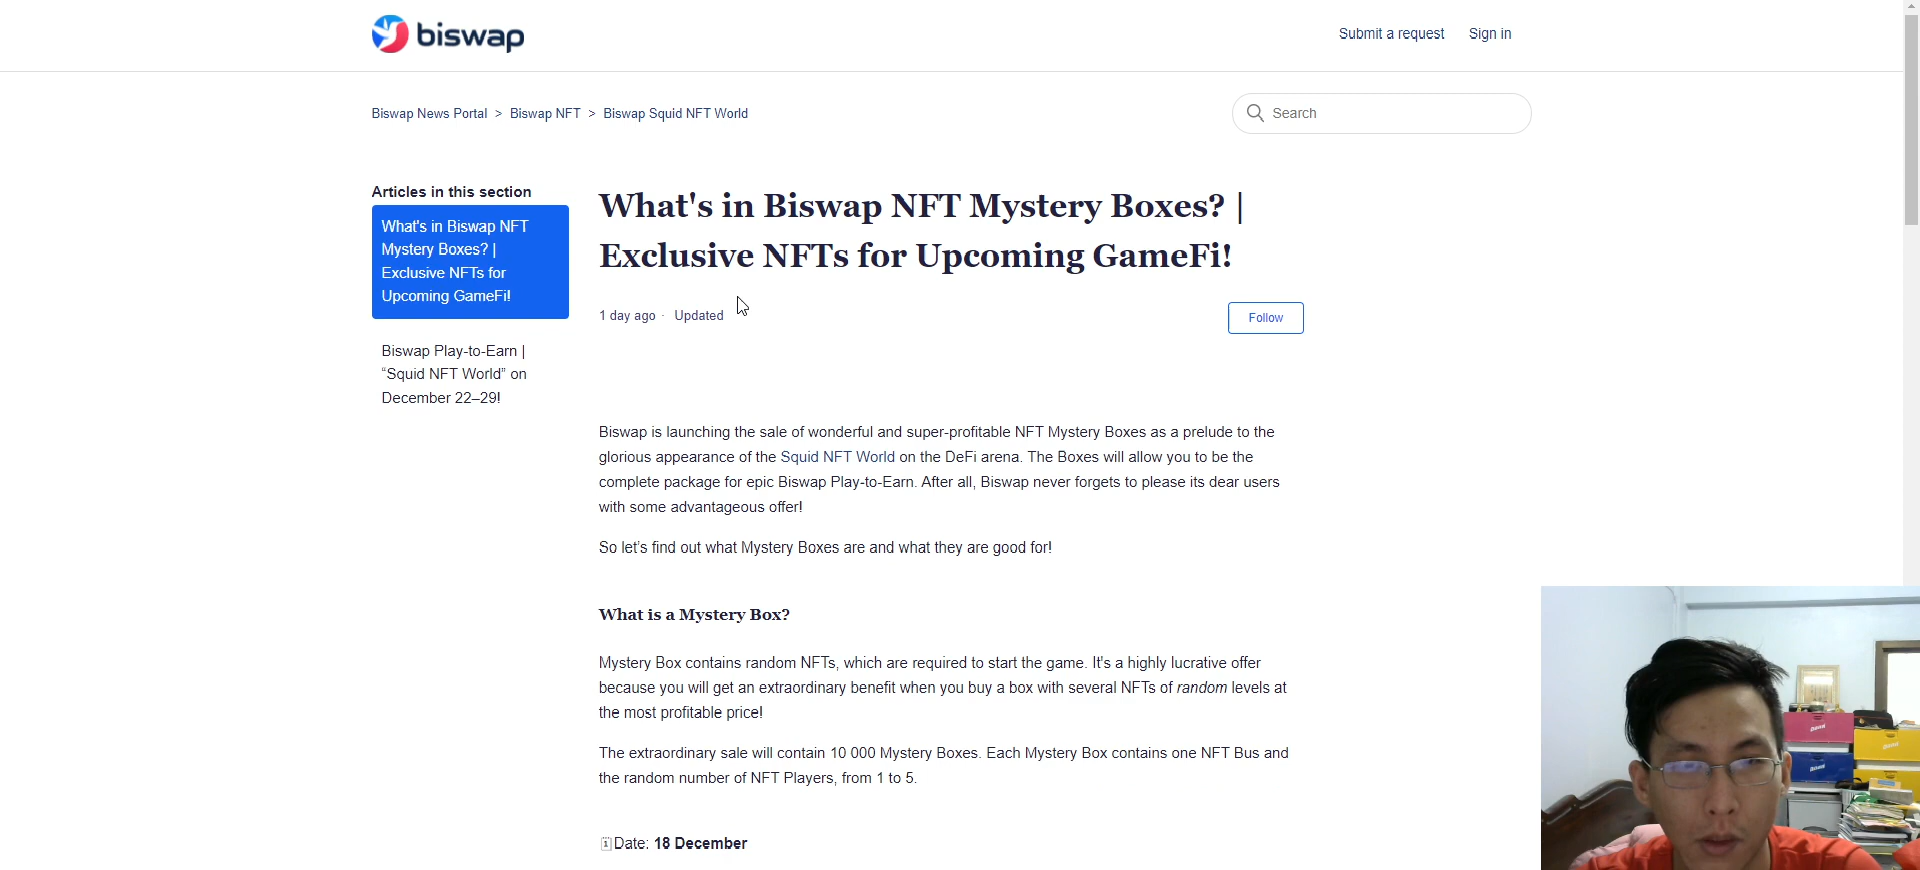 biswap
Submit a request
Sign in
Biswap News Portal > Biswap NFT > Biswap Squid NFT World
Search
Articles in this section
What's in Biswap NFT
Mystery Boxes? |
Exclusive NFTs for
Upcoming GameFi!
Biswap Play-to-Earn |
“Squid NFT World” on
December 22–29!
What's in Biswap NFT Mystery Boxes? |
Exclusive NFTs for Upcoming GameFi!
1 day ago · Updated
Follow
Biswap is launching the sale of wonderful and super-profitable NFT Mystery Boxes as a prelude to the
glorious appearance of the Squid NFT World on the DeFi arena. The Boxes will allow you to be the
complete package for epic Biswap Play-to-Earn. After all, Biswap never forgets to please its dear users
with some advantageous offer!
So let’s find out what Mystery Boxes are and what they are good for!
What is a Mystery Box?
Mystery Box contains random NFTs, which are required to start the game. It's a highly lucrative offer
because you will get an extraordinary benefit when you buy a box with several NFTs of random levels at
the most profitable price!
The extraordinary sale will contain 10 000 Mystery Boxes. Each Mystery Box contains one NFT Bus and
the random number of NFT Players, from 1 to 5.
Date: 18 December